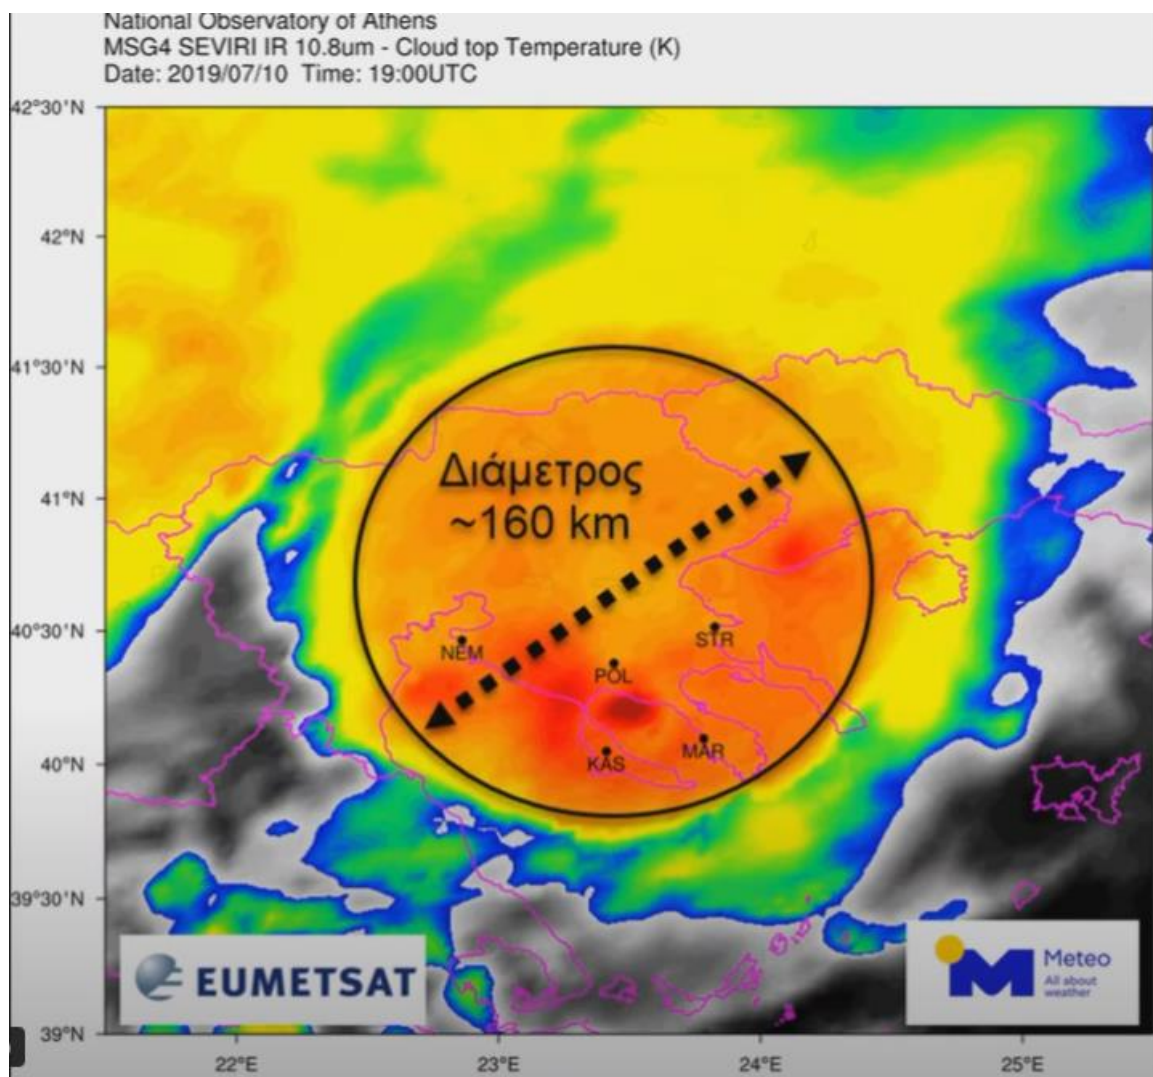 National Observatory of Athens
MSG4 SEVIRI IR 10.8um - Cloud top Temperature (K)
Date: 2019/07/10 Time: 19:00UTC
42°30'N
42°N
41°30'N
41°N
40°30'N
40°N
39°30'N
39°N
Διάμετρος
~160 km
NEM
STR
POL
MAR
KAS
EUMETSAT
Meteo
All about
weather
22°E 23°E 24°E 25°E